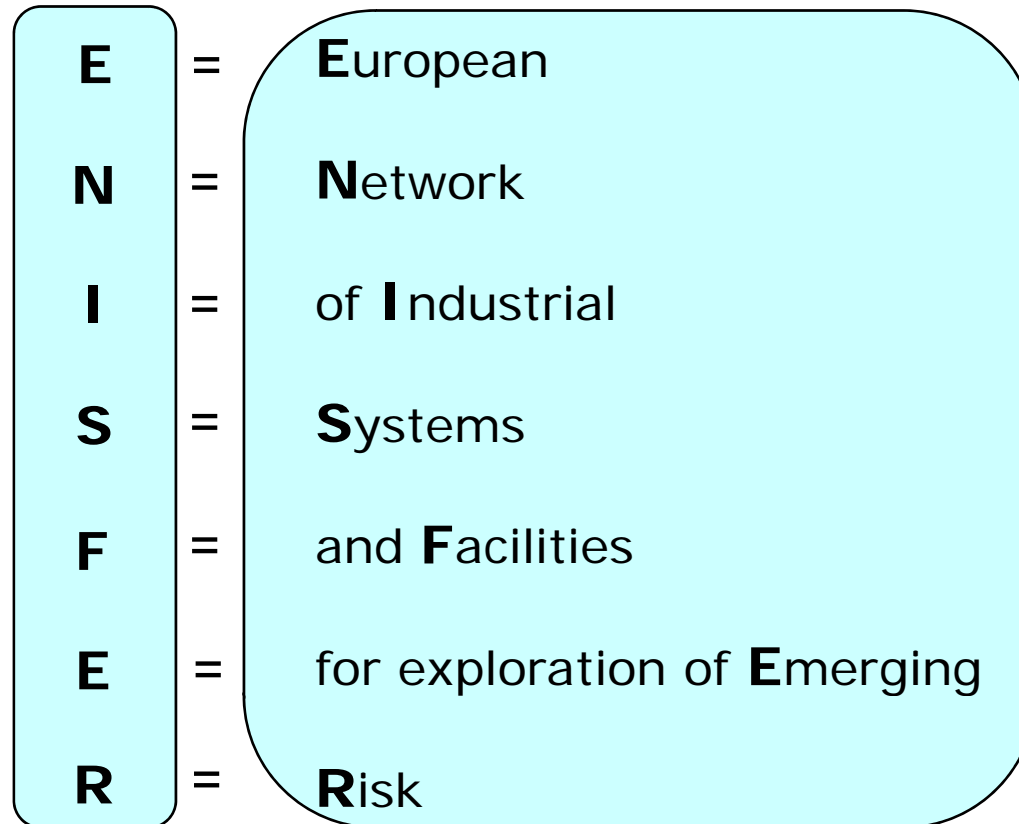 E = European
N = Network
I = of Industrial
S = Systems
F = and Facilities
E = for exploration of Emerging
R = Risk